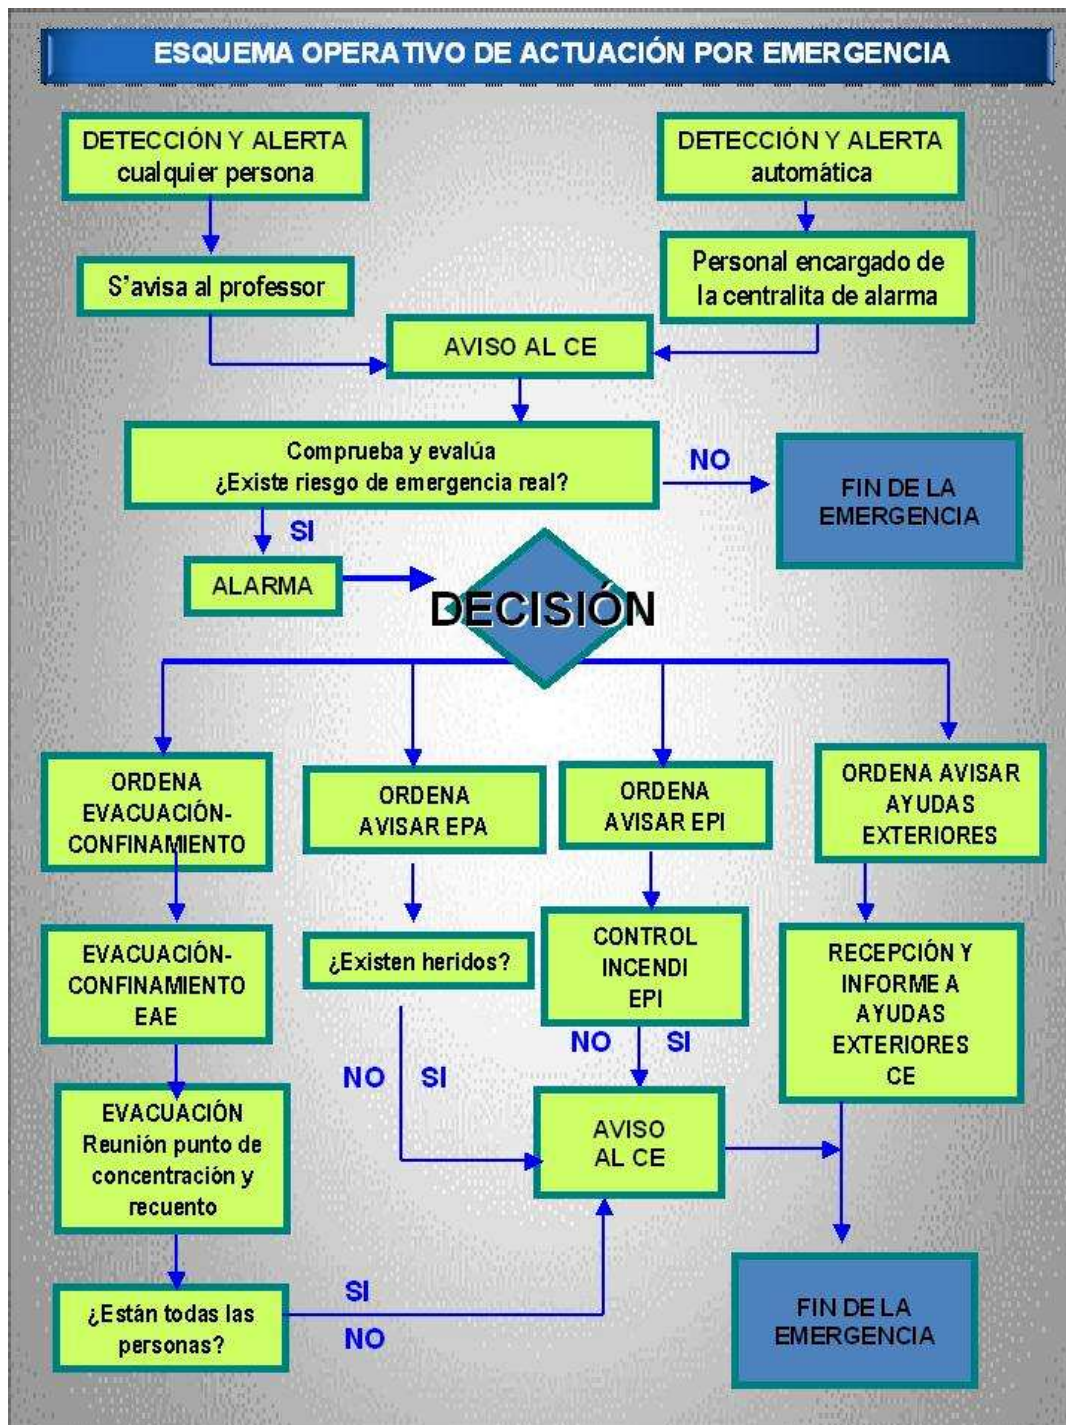 ESQUEMA OPERATIVO DE ACTUACIÓN POR EMERGENCIA
DETECCIÓN Y ALERTA
cualquier persona
DETECCIÓN Y ALERTA
automática
S'avisa al professor
Personal encargado de
la centralita de alarma
AVISO AL CE
Comprueba y evalúa
¿Existe riesgo de emergencia real?
NO
FIN DE LA
EMERGENCIA
SI
ALARMA
DECISIÓN
ORDENA
EVACUACIÓN-
CONFINAMIENTO
ORDENA
AVISAR EPA
ORDENA
AVISAR EPI
ORDENA AVISAR
AYUDAS
EXTERIORES
EVACUACIÓN-
CONFINAMIENTO
EAE
¿Existen heridos?
CONTROL
INCENDI
EPI
RECEPCIÓN Y
INFORME A
AYUDAS
EXTERIORES
CE
NO SI
NO SI
EVACUACIÓN
Reunión punto de
concentración y
recuento
AVISO
AL CE
¿Están todas las
personas?
SI
NO
FIN DE LA
EMERGENCIA